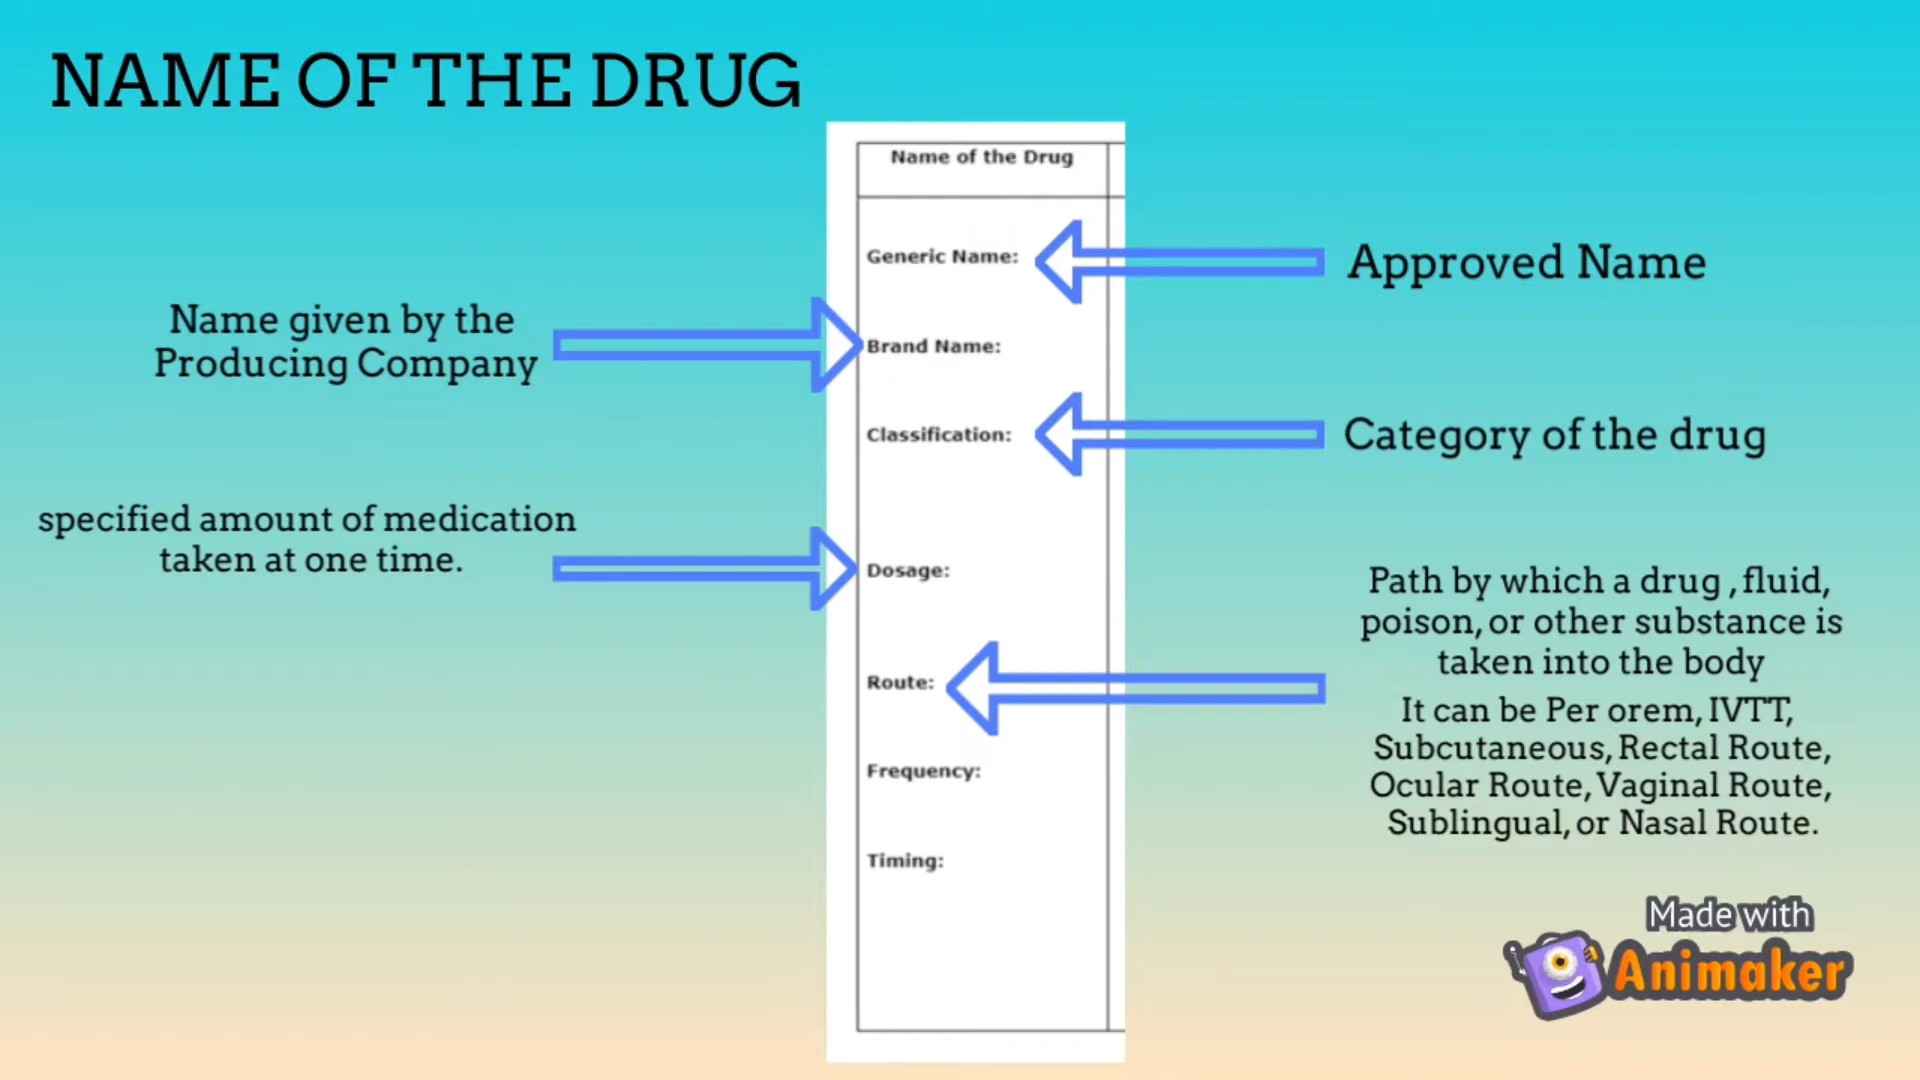 NAME OF THE DRUG
Name of the Drug
Generic Name:
Approved Name
Name given by the
Producing Company
Brand Name:
Classification:
Category of the drug
specified amount of medication
taken at one time.
Dosage:
Path by which a drug , fluid,
poison, or other substance is
taken into the body
It can be Per orem, IVTT,
Subcutaneous, Rectal Route,
Ocular Route, Vaginal Route,
Sublingual, or Nasal Route.
Route:
Frequency:
Timing:
Made with
Animaker